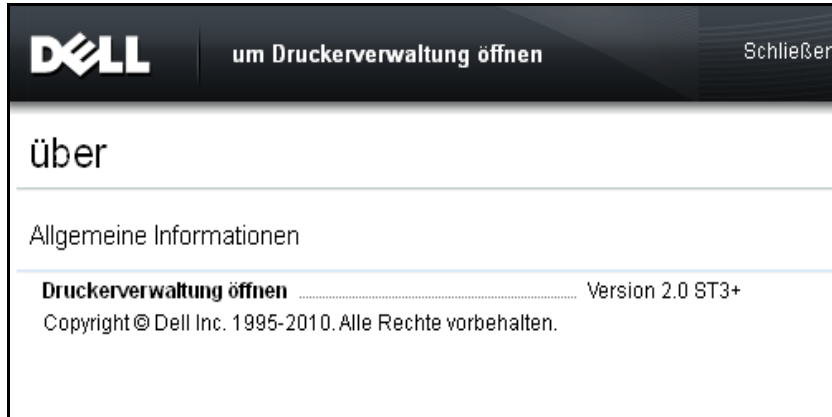 DELL
um Druckerverwaltung öffnen
Schließen
über
Allgemeine Informationen
Druckerverwaltung öffnen ........ Version 2.0 ST3+
Copyright © Dell Inc. 1995-2010. Alle Rechte vorbehalten.